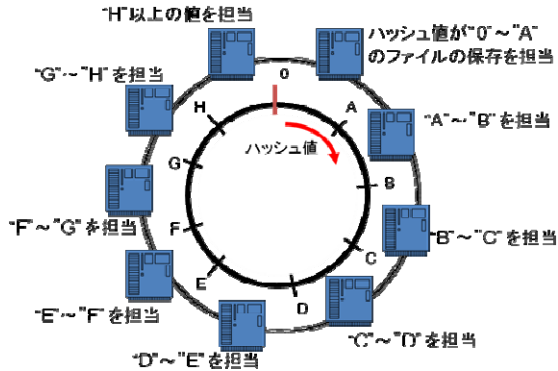 "H"以上の値を担当
ハッシュ値が"0"～"A"
のファイルの保存を担当
"G"～"H"を担当
0
H
A
"A"～"B"を担当
ハッシュ値
G
B
"F"～"G"を担当
F
"B"～"C"を担当
C
E
"E"～"F"を担当
D
"C"～"D"を担当
"D"～"E"を担当